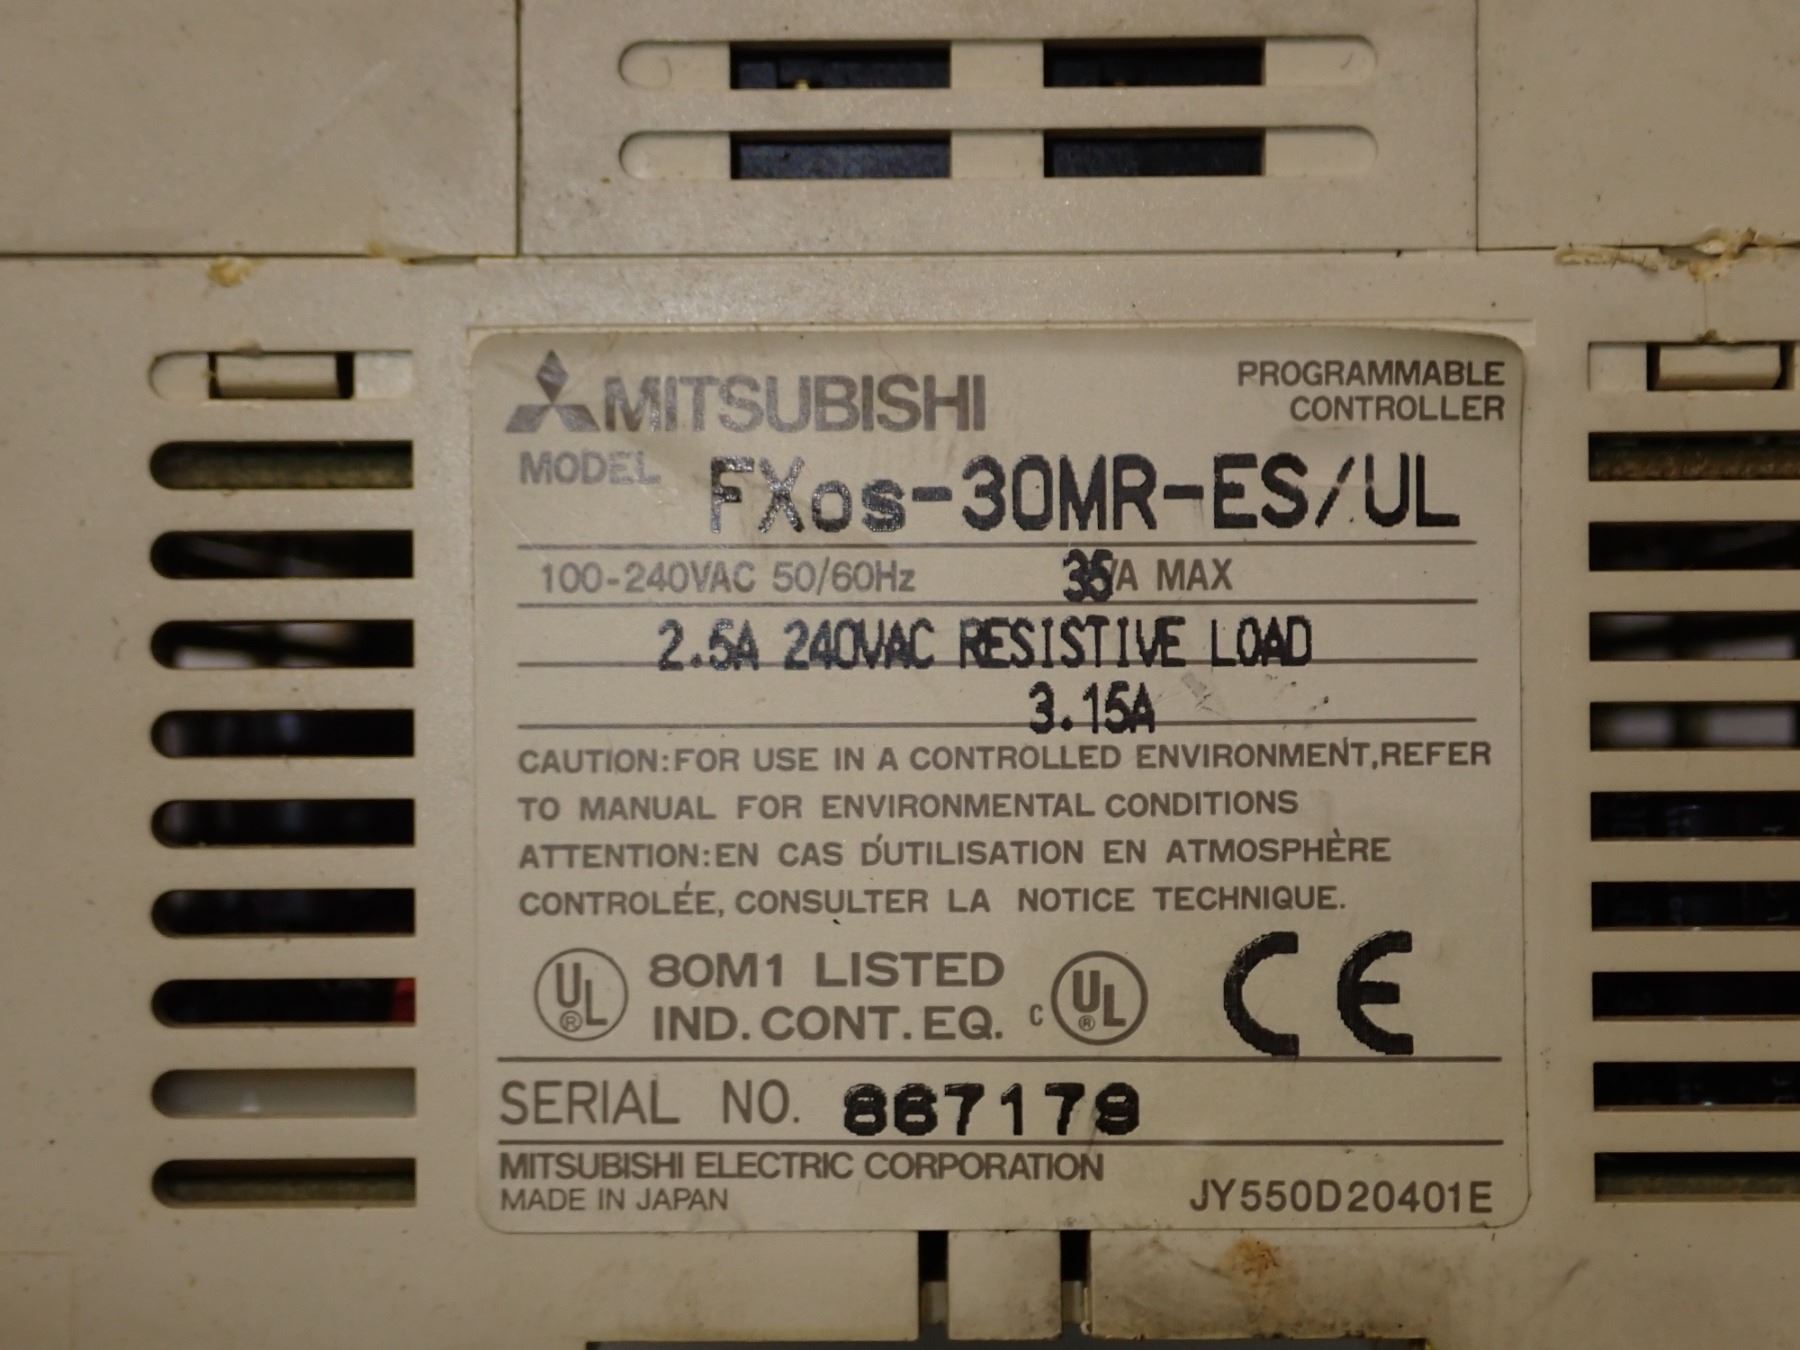 MITSUBISHI
PROGRAMMABLE
CONTROLLER
MODEL FXos-30MR-ES/UL
100-240VAC 50/60Hz 35VA MAX
2.5A 240VAC RESISTIVE LOAD
3.15A
CAUTION:FOR USE IN A CONTROLLED ENVIRONMENT,REFER
TO MANUAL FOR ENVIRONMENTAL CONDITIONS
ATTENTION:EN CAS D'UTILISATION EN ATMOSPHÈRE
CONTROLÉE, CONSULTER LA NOTICE TECHNIQUE.
UL® 80M1 LISTED
IND.CONT.EQ. c UL® CE
SERIAL NO. 867179
MITSUBISHI ELECTRIC CORPORATION
MADE IN JAPAN
JY550D20401E